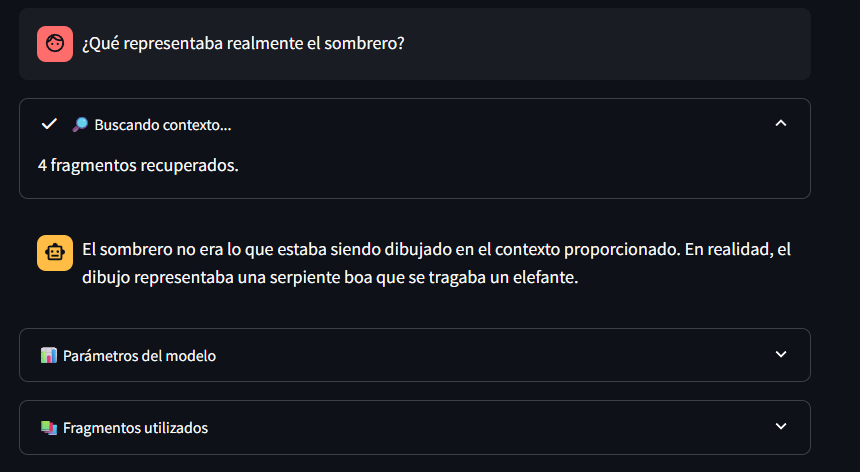 ¿Qué representaba realmente el sombrero?
Buscando contexto...
4 fragmentos recuperados.
El sombrero no era lo que estaba siendo dibujado en el contexto proporcionado. En realidad, el
dibujo representaba una serpiente boa que se tragaba un elefante.
Parámetros del modelo
Fragmentos utilizados